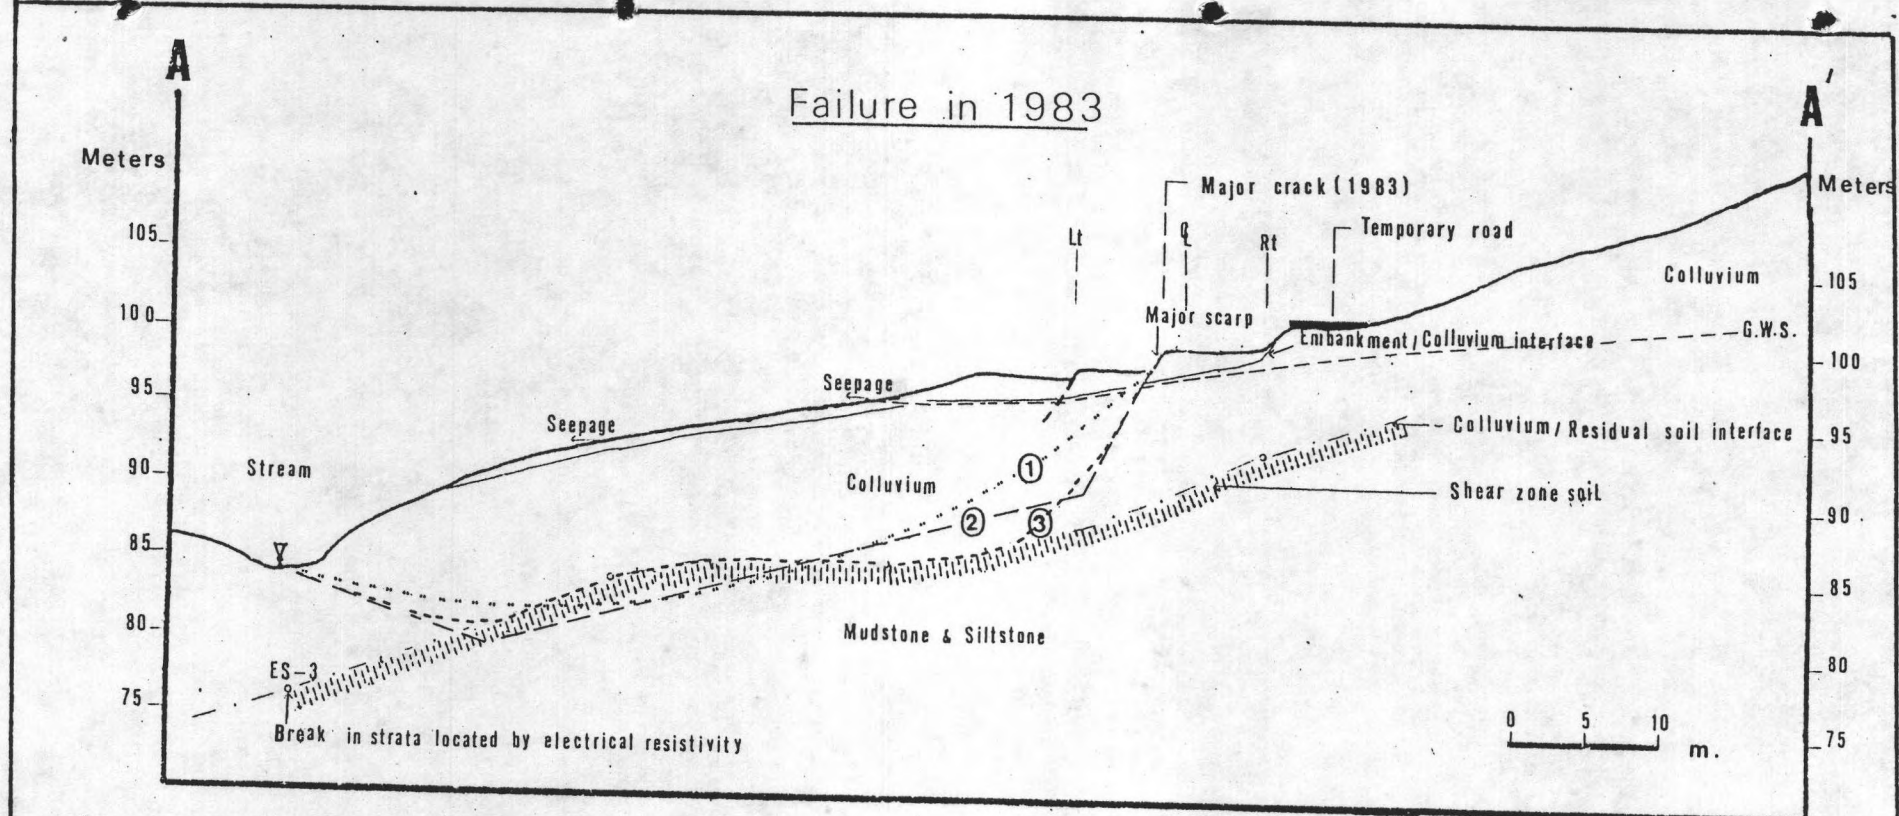 A
A'
Failure in 1983
Meters
Meters
Major crack (1983)
Lt
℄
Rt
Temporary road
105
Colluvium
105
100
Major scarp
Embankment/Colluvium interface
G.W.S.
100
95
Seepage
Seepage
Colluvium/Residual soil interface
95
90
Stream
1
Colluvium
Shear zone soil
2
3
90
85
85
80
Mudstone & Siltstone
80
ES-3
75
Break in strata located by electrical resistivity
0 5 10
m.
75